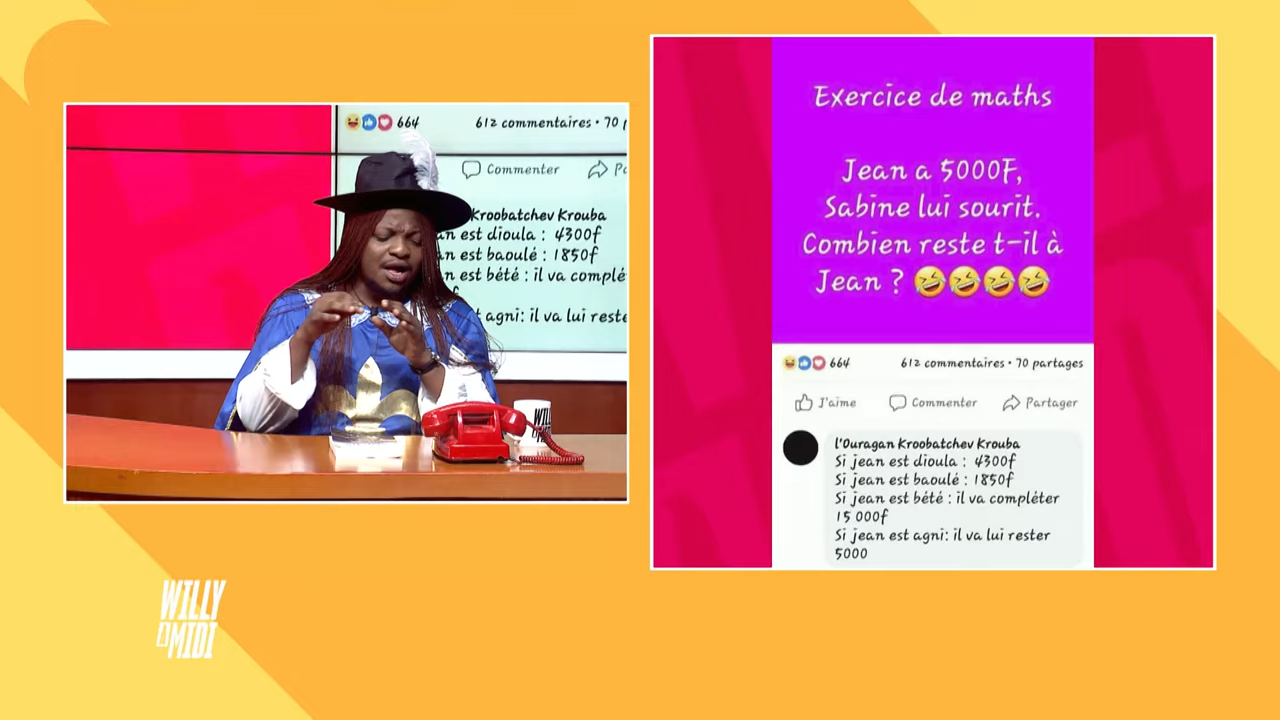 664
612 commentaires • 70
Commenter
Kroobatchev Krouba
an est dioula : 4300f
an est baoulé : 1850f
n est bété : il va complé
t agni: il va lui reste
WILLY
WILLY
À MIDI
Exercice de maths
Jean a 5000F,
Sabine lui sourit.
Combien reste t-il à
Jean ?
664
612 commentaires • 70 partages
J'aime
Commenter
Partager
l'Ouragan Kroobatchev Krouba
Si jean est dioula : 4300f
Si jean est baoulé : 1850f
Si jean est bété : il va compléter
15 000f
Si jean est agni: il va lui rester
5000